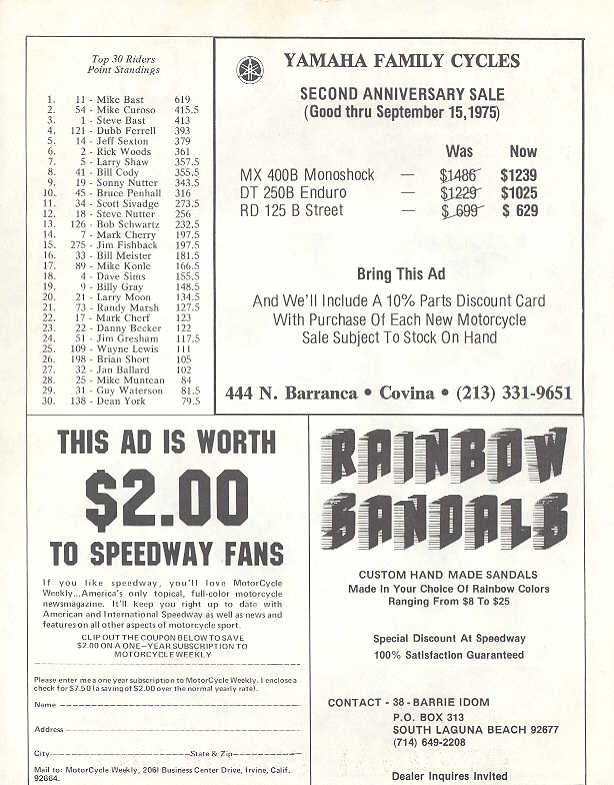 Top 30 Riders
Point Standings
1. 11 - Mike Bast 619
2. 54 - Mike Curoso 415.5
3. 1 - Steve Bast 413
4. 121 - Dubb Ferrell 393
5. 14 - Jeff Sexton 379
6. 2 - Rick Woods 361
7. 5 - Larry Shaw 357.5
8. 41 - Bill Cody 355.5
9. 19 - Sonny Nutter 343.5
10. 45 - Bruce Penhall 316
11. 34 - Scott Sivadge 273.5
12. 18 - Steve Nutter 256
13. 126 - Bob Schwartz 232.5
14. 7 - Mark Cherry 197.5
15. 275 - Jim Fishback 197.5
16. 33 - Bill Meister 181.5
17. 89 - Mike Konle 166.5
18. 4 - Dave Sims 155.5
19. 9 - Billy Gray 148.5
20. 21 - Larry Moon 134.5
21. 73 - Randy Marsh 127.5
22. 17 - Mark Cherf 123
23. 22 - Danny Becker 122
24. 51 - Jim Gresham 117.5
25. 109 - Wayne Lewis 111
26. 198 - Brian Short 105
27. 32 - Jan Ballard 102
28. 25 - Mike Muntean 84
29. 31 - Guy Waterson 81.5
30. 138 - Dean York 79.5
YAMAHA FAMILY CYCLES
SECOND ANNIVERSARY SALE
(Good thru September 15,1975)
Was Now
MX 400B Monoshock — $1486 $1239
DT 250B Enduro — $1229 $1025
RD 125 B Street — $ 699 $ 629
Bring This Ad
And We'll Include A 10% Parts Discount Card
With Purchase Of Each New Motorcycle
Sale Subject To Stock On Hand
444 N. Barranca • Covina • (213) 331-9651
THIS AD IS WORTH
$2.00
TO SPEEDWAY FANS
If you like speedway, you'll love MotorCycle
Weekly...America's only topical, full-color motorcycle
newsmagazine. It'll keep you right up to date with
American and International Speedway as well as news and
features on all other aspects of motorcycle sport.
CLIP OUT THE COUPON BELOW TO SAVE
$2.00 ON A ONE-YEAR SUBSCRIPTION TO
MOTORCYCLE WEEKLY
Please enter me a one year subscription to MotorCycle Weekly. I enclose a
check for $7.50 (a saving of $2.00 over the normal yearly rate).
Name
Address
City State & Zip
Mail to: MotorCycle Weekly, 2061 Business Center Drive, Irvine, Calif.
92664.
RAINBOW
SANDALS
CUSTOM HAND MADE SANDALS
Made In Your Choice Of Rainbow Colors
Ranging From $8 To $25
Special Discount At Speedway
100% Satisfaction Guaranteed
CONTACT - 38 - BARRIE IDOM
P.O. BOX 313
SOUTH LAGUNA BEACH 92677
(714) 649-2208
Dealer Inquires Invited